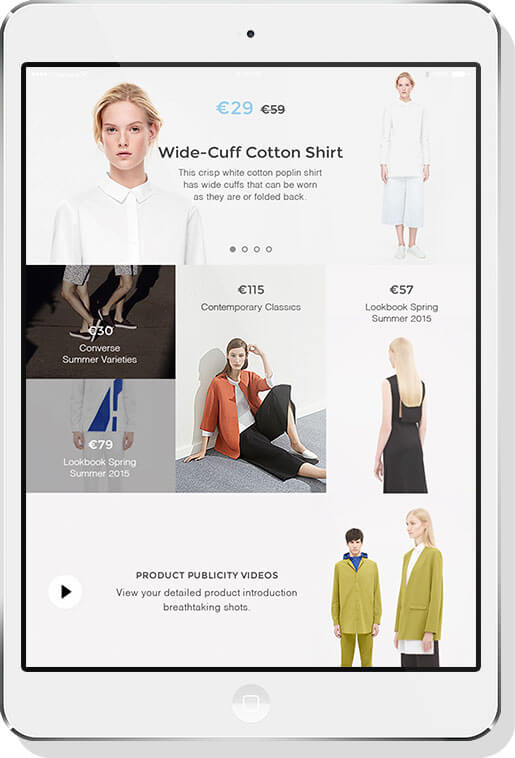 €29 €59
Wide-Cuff Cotton Shirt
This crisp white cotton poplin shirt
has wide cuffs that can be worn
as they are or folded back.
€30
Converse
Summer Varieties
€115
Contemporary Classics
€57
Lookbook Spring
Summer 2015
€79
Lookbook Spring
Summer 2015
PRODUCT PUBLICITY VIDEOS
View your detailed product introduction
breathtaking shots.